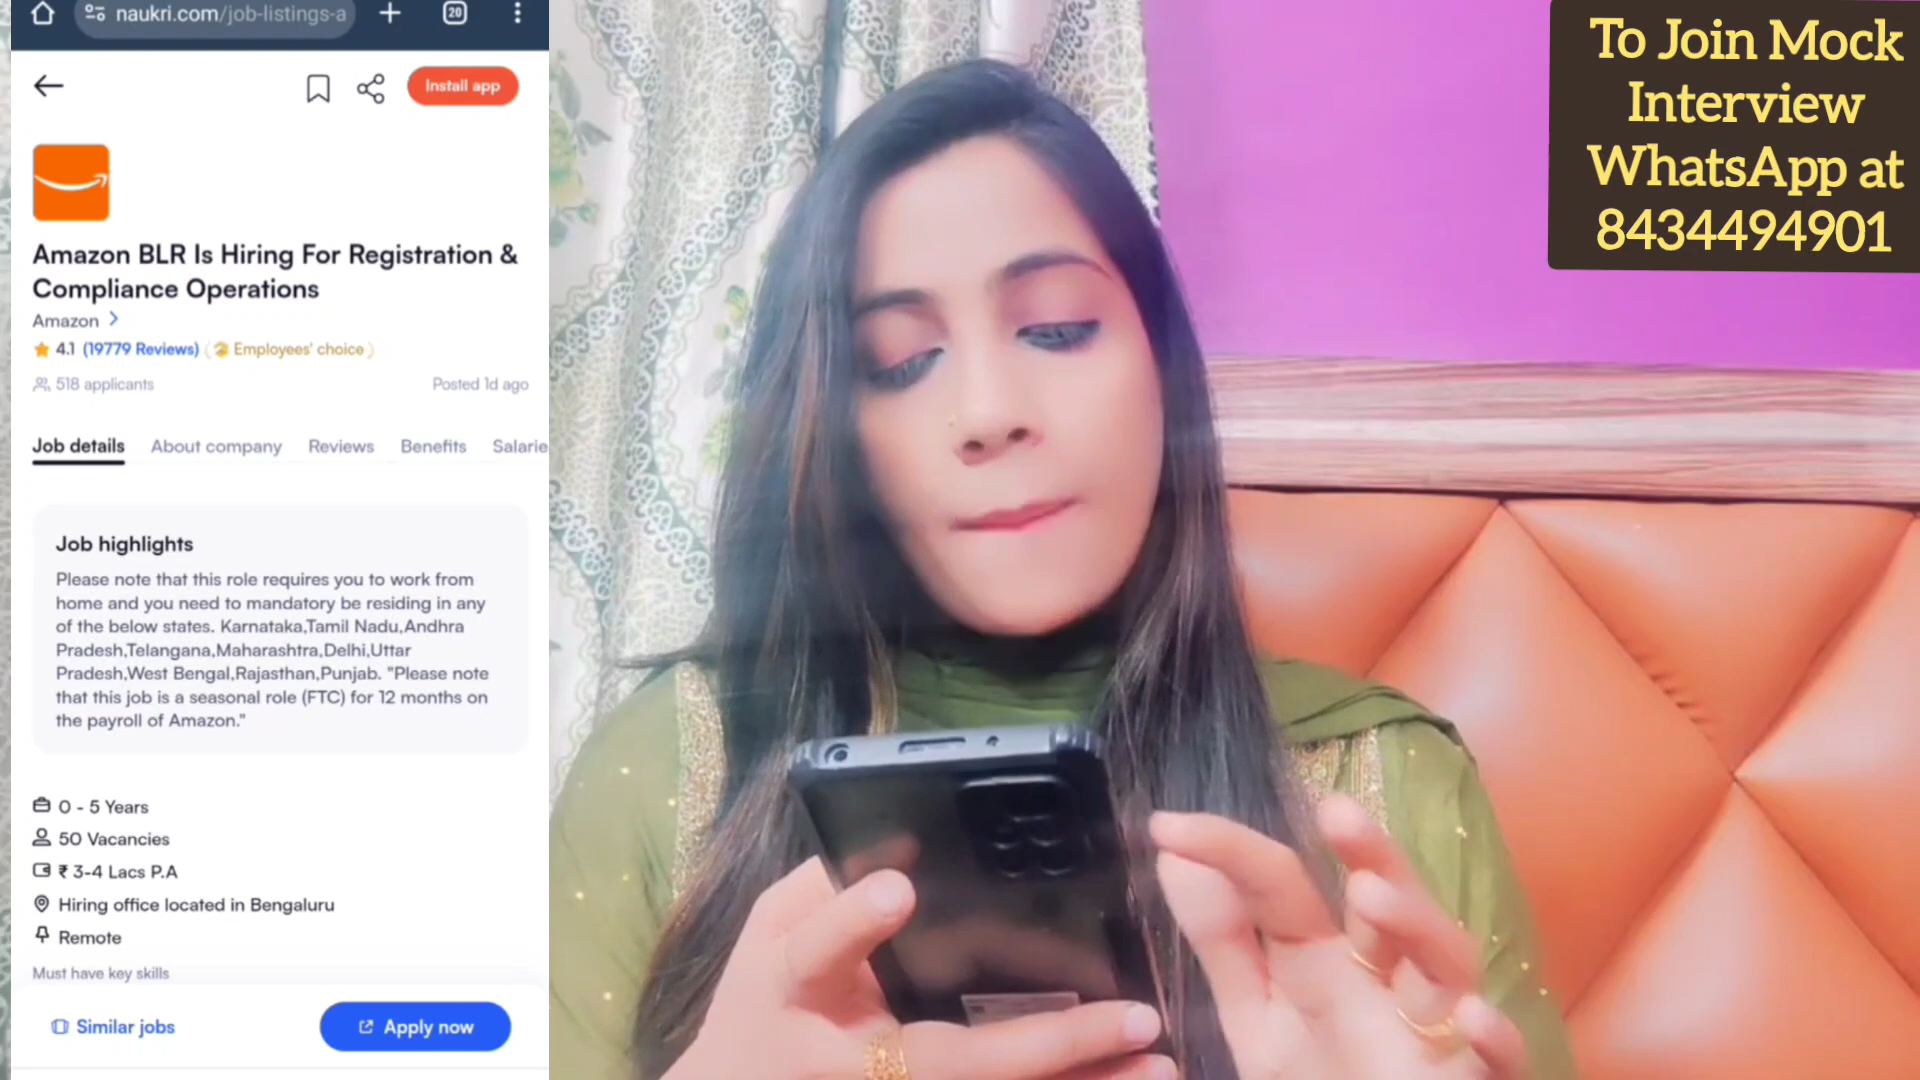 naukri.com/job-listings-a
20
Install app
Amazon BLR Is Hiring For Registration &
Compliance Operations
Amazon
4.1 (19779 Reviews) Employees' choice
518 applicants
Posted 1d ago
Job details About company Reviews Benefits Salarie
Job highlights
Please note that this role requires you to work from
home and you need to mandatory be residing in any
of the below states. Karnataka,Tamil Nadu,Andhra
Pradesh,Telangana,Maharashtra,Delhi,Uttar
Pradesh,West Bengal,Rajasthan,Punjab. "Please note
that this job is a seasonal role (FTC) for 12 months on
the payroll of Amazon."
0 - 5 Years
50 Vacancies
₹ 3-4 Lacs P.A
Hiring office located in Bengaluru
Remote
Must have key skills
Similar jobs
Apply now
To Join Mock
Interview
WhatsApp at
8434494901